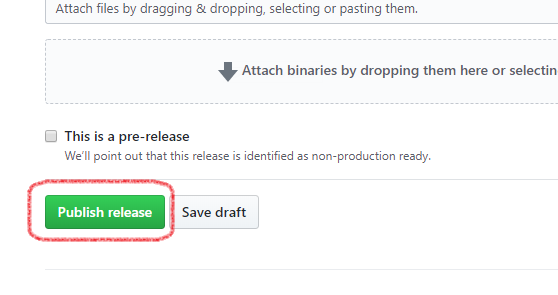 Attach files by dragging & dropping, selecting or pasting them.
Attach binaries by dropping them here or selectin
This is a pre-release
We'll point out that this release is identified as non-production ready.
Publish release
Save draft